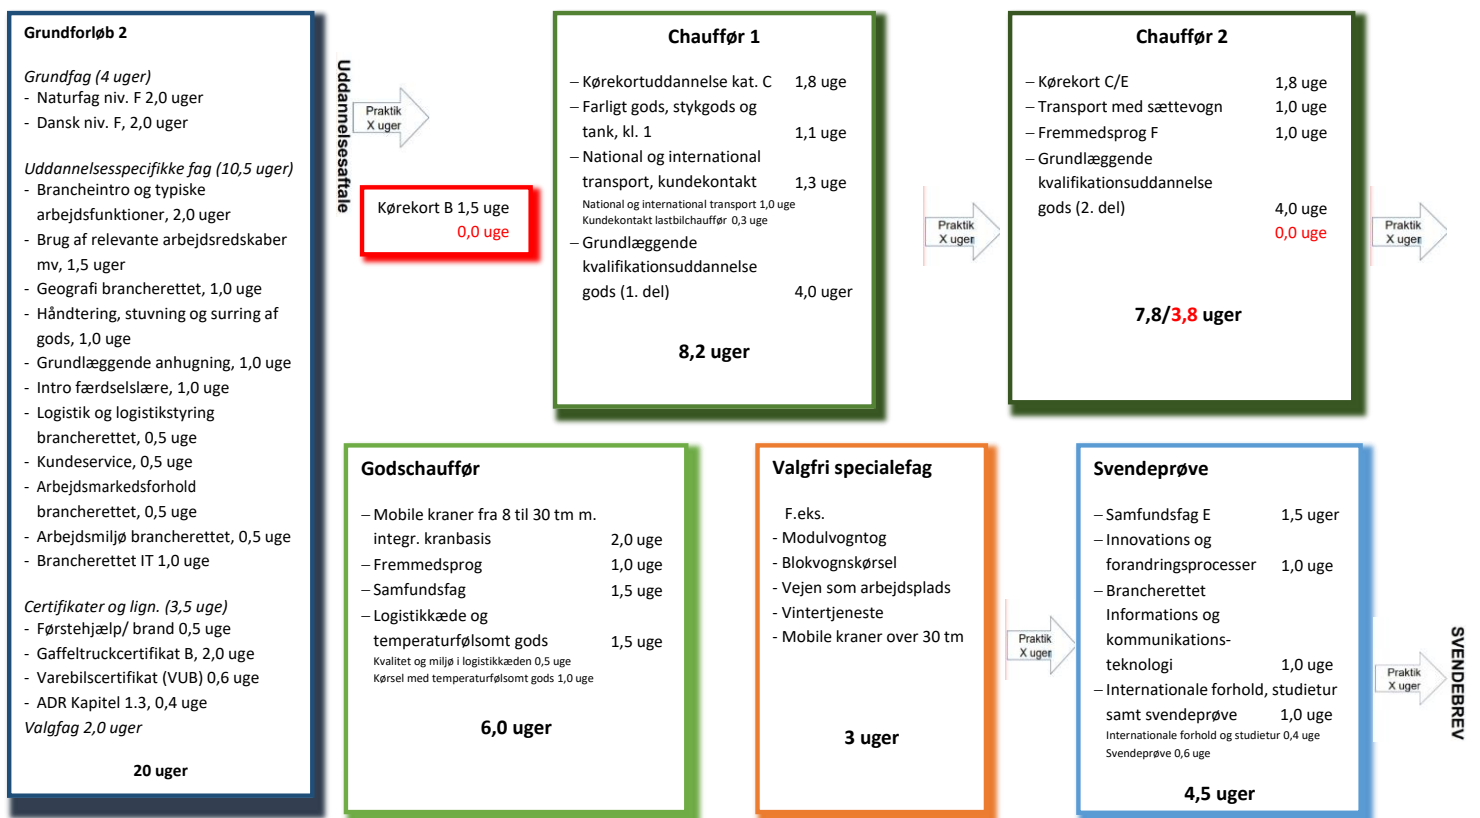 Grundforløb 2
Grundfag (4 uger)
- Naturfag niv. F 2,0 uger
- Dansk niv. F, 2,0 uger
Uddannelsesspecifikke fag (10,5 uger)
- Brancheintro og typiske
arbejdsfunktioner, 2,0 uger
- Brug af relevante arbejdsredskaber
mv, 1,5 uger
- Geografi brancherettet, 1,0 uge
- Håndtering, stuvning og surring af
gods, 1,0 uge
- Grundlæggende anhugning, 1,0 uge
- Intro færdselslære, 1,0 uge
- Logistik og logistikstyring
brancherettet, 0,5 uge
- Kundeservice, 0,5 uge
- Arbejdsmarkedsforhold
brancherettet, 0,5 uge
- Arbejdsmiljø brancherettet, 0,5 uge
- Brancherettet IT 1,0 uge
Certifikater og lign. (3,5 uge)
- Førstehjælp/ brand 0,5 uge
- Gaffeltruckcertifikat B, 2,0 uge
- Varebilscertifikat (VUB) 0,6 uge
- ADR Kapitel 1.3, 0,4 uge
Valgfag 2,0 uger
20 uger
Uddannelsesaftale
Praktik
X uger
Kørekort B 1,5 uge
0,0 uge
Chauffør 1
– Kørekortuddannelse kat. C 1,8 uge
– Farligt gods, stykgods og
tank, kl. 1 1,1 uge
– National og international
transport, kundekontakt 1,3 uge
National og international transport 1,0 uge
Kundekontakt lastbilchauffør 0,3 uge
– Grundlæggende
kvalifikationsuddannelse
gods (1. del) 4,0 uger
8,2 uger
Praktik
X uger
Chauffør 2
– Kørekort C/E 1,8 uge
– Transport med sættevogn 1,0 uge
– Fremmedsprog F 1,0 uge
– Grundlæggende
kvalifikationsuddannelse
gods (2. del) 4,0 uge
0,0 uge
7,8/3,8 uger
Praktik
X uger
Godschauffør
– Mobile kraner fra 8 til 30 tm m.
integr. kranbasis 2,0 uge
– Fremmedsprog 1,0 uge
– Samfundsfag 1,5 uge
– Logistikkæde og
temperaturfølsomt gods 1,5 uge
Kvalitet og miljø i logistikkæden 0,5 uge
Kørsel med temperaturfølsomt gods 1,0 uge
6,0 uger
Valgfri specialefag
F.eks.
- Modulvogntog
- Blokvognskørsel
- Vejen som arbejdsplads
- Vintertjeneste
- Mobile kraner over 30 tm
3 uger
Praktik
X uger
Svendeprøve
– Samfundsfag E 1,5 uger
– Innovations og
forandringsprocesser 1,0 uge
– Brancherettet
Informations og
kommunikations-
teknologi 1,0 uge
– Internationale forhold, studietur
samt svendeprøve 1,0 uge
Internationale forhold og studietur 0,4 uge
Svendeprøve 0,6 uge
4,5 uger
Praktik
X uger
SVENDEBREV